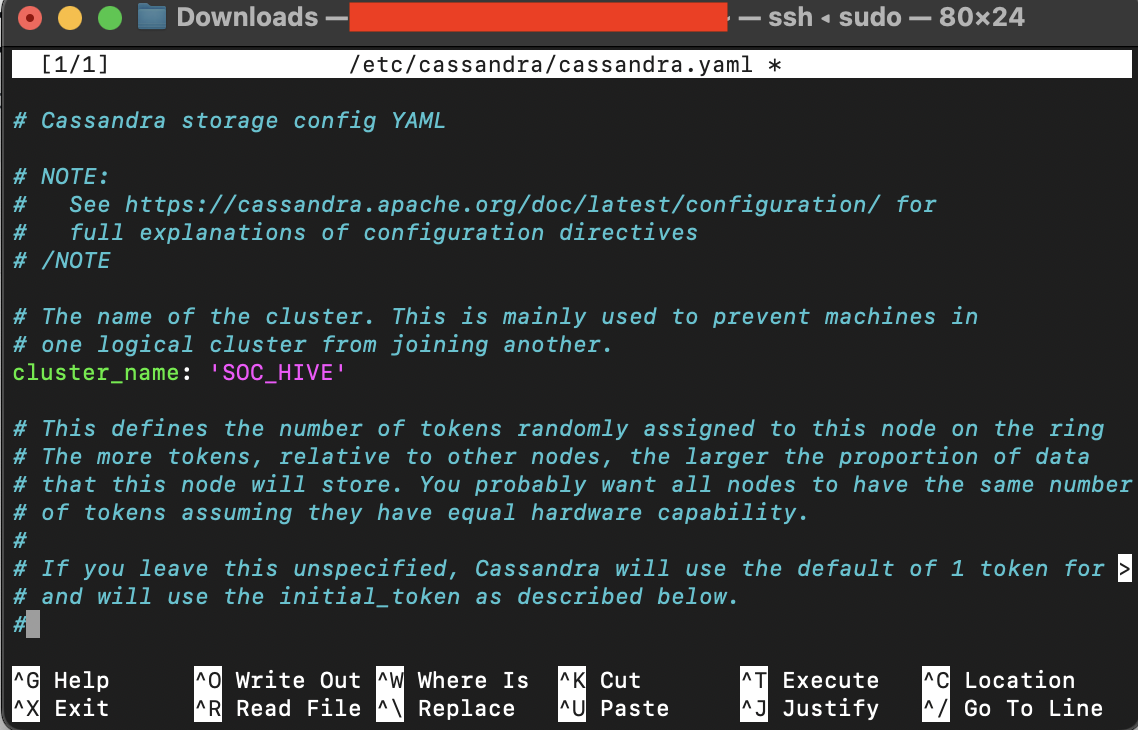 Downloads — — ssh ◂ sudo — 80×24
[1/1] /etc/cassandra/cassandra.yaml *
# Cassandra storage config YAML
# NOTE:
#   See https://cassandra.apache.org/doc/latest/configuration/ for
#   full explanations of configuration directives
# /NOTE
# The name of the cluster. This is mainly used to prevent machines in
# one logical cluster from joining another.
cluster_name: 'SOC_HIVE'
# This defines the number of tokens randomly assigned to this node on the ring
# The more tokens, relative to other nodes, the larger the proportion of data
# that this node will store. You probably want all nodes to have the same number
# of tokens assuming they have equal hardware capability.
#
# If you leave this unspecified, Cassandra will use the default of 1 token for >
# and will use the initial_token as described below.
#
^G Help ^O Write Out ^W Where Is ^K Cut ^T Execute ^C Location
^X Exit ^R Read File ^\ Replace ^U Paste ^J Justify ^/ Go To Line